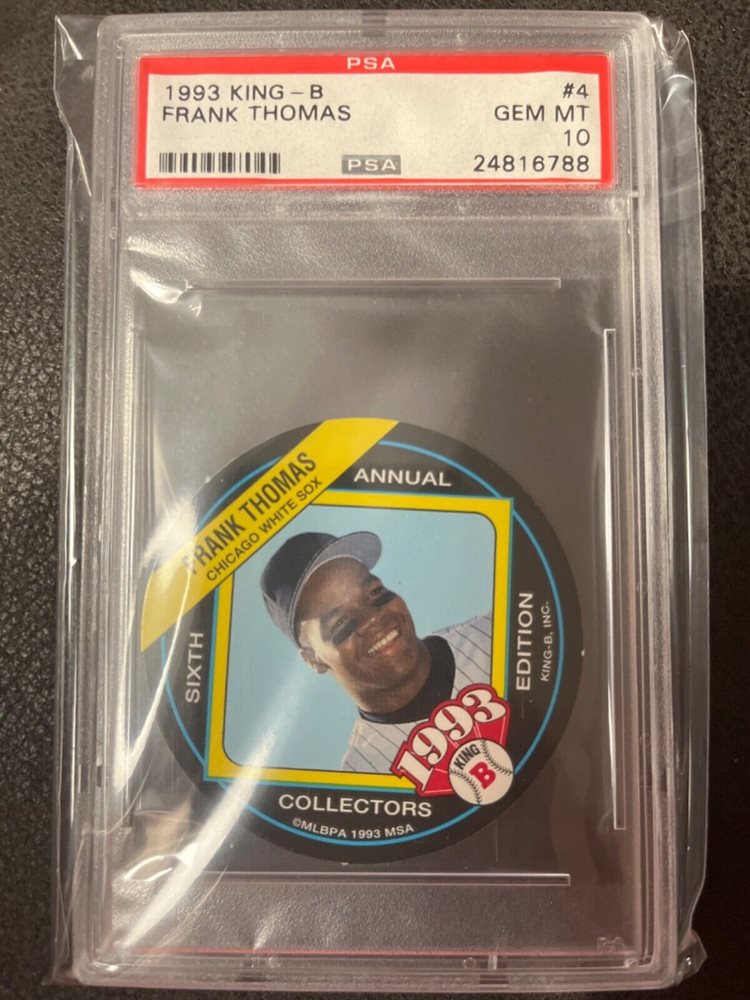 PSA
1993 KING-B #4
FRANK THOMAS GEM MT
10
PSA 24816788
FRANK THOMAS
CHICAGO WHITE SOX
SIXTH
ANNUAL
EDITION
KING-B, INC.
1993
KING
B
COLLECTORS
©MLBPA 1993 MSA